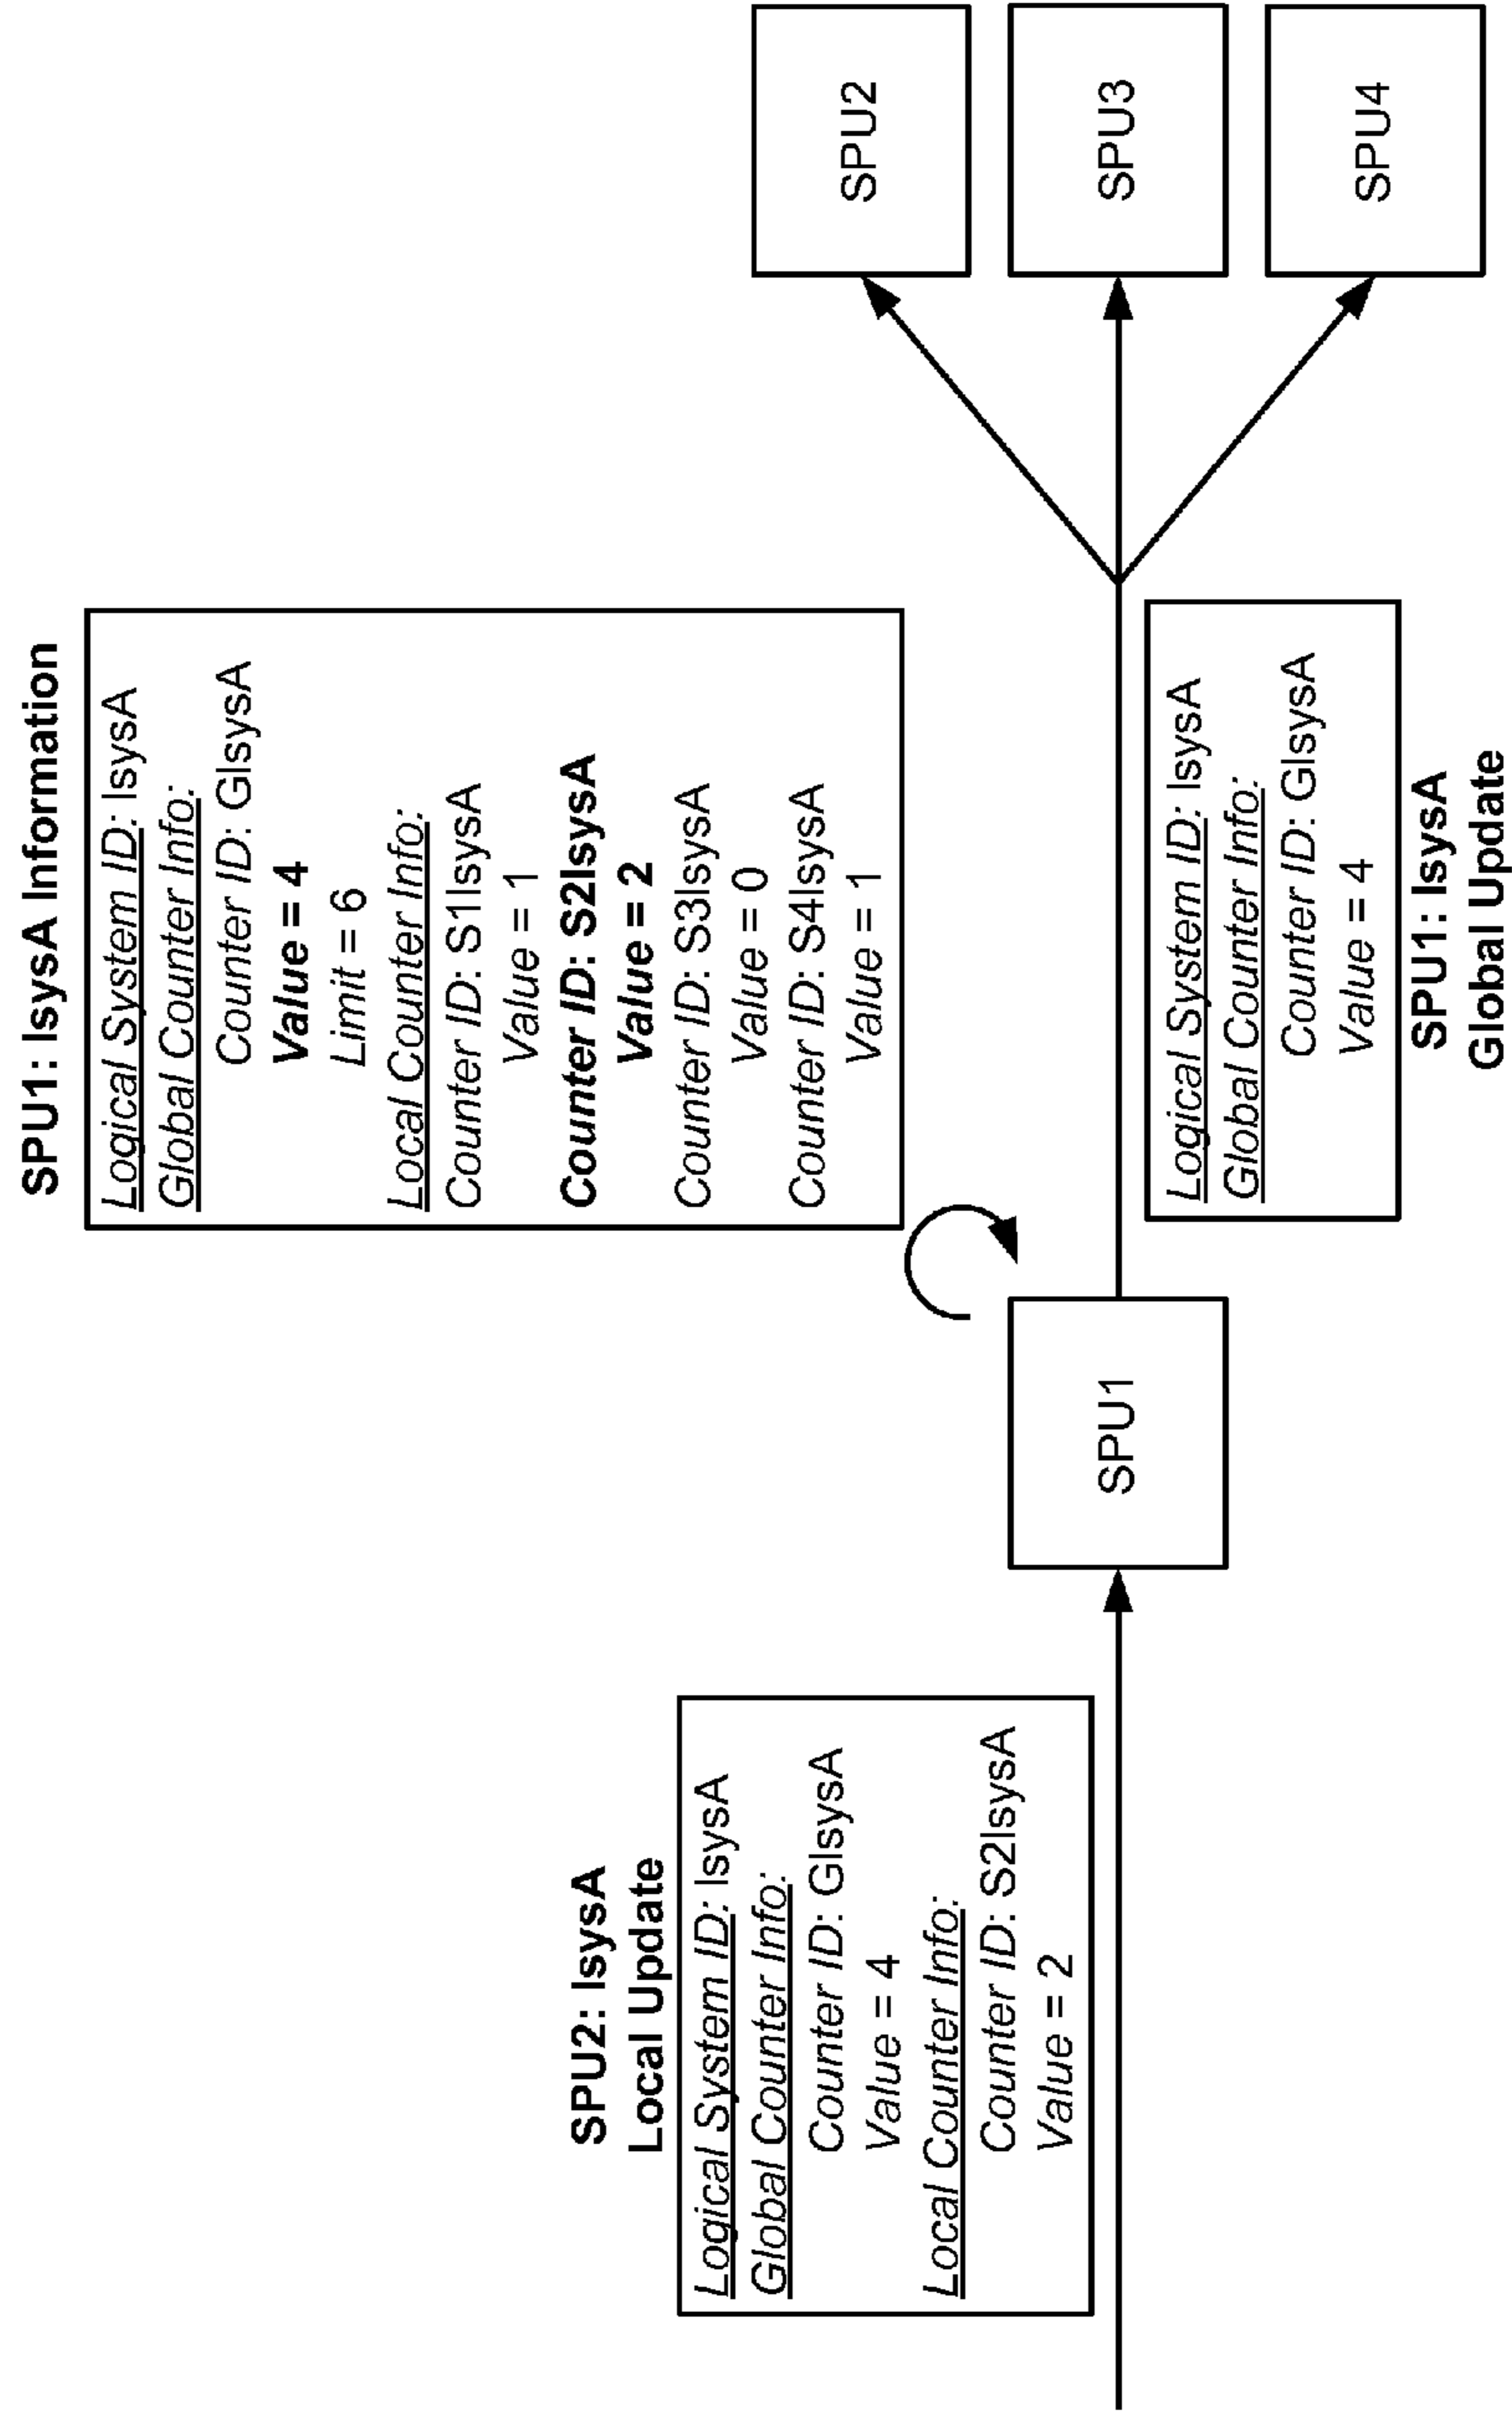 SPU2: lsysA
Local Update
Logical System ID: lsysA
Global Counter Info:
Counter ID: GlsysA
Value = 4
Local Counter Info:
Counter ID: S2lsysA
Value = 2
SPU1
SPU1: lsysA Information
Logical System ID: lsysA
Global Counter Info:
Counter ID: GlsysA
Value = 4
Limit = 6
Local Counter Info:
Counter ID: S1lsysA
Value = 1
Counter ID: S2lsysA
Value = 2
Counter ID: S3lsysA
Value = 0
Counter ID: S4lsysA
Value = 1
Logical System ID: lsysA
Global Counter Info:
Counter ID: GlsysA
Value = 4
SPU1: lsysA
Global Update
SPU2
SPU3
SPU4